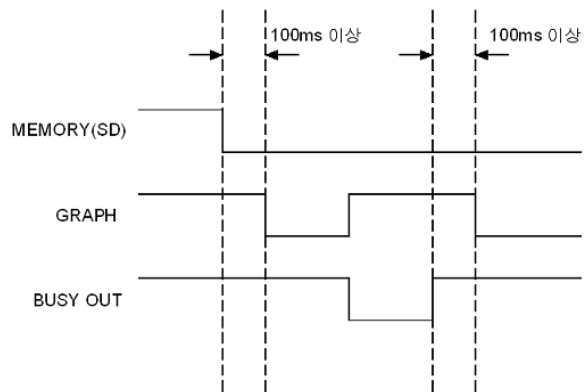 100ms 이상
100ms 이상
MEMORY(SD)
GRAPH
BUSY OUT